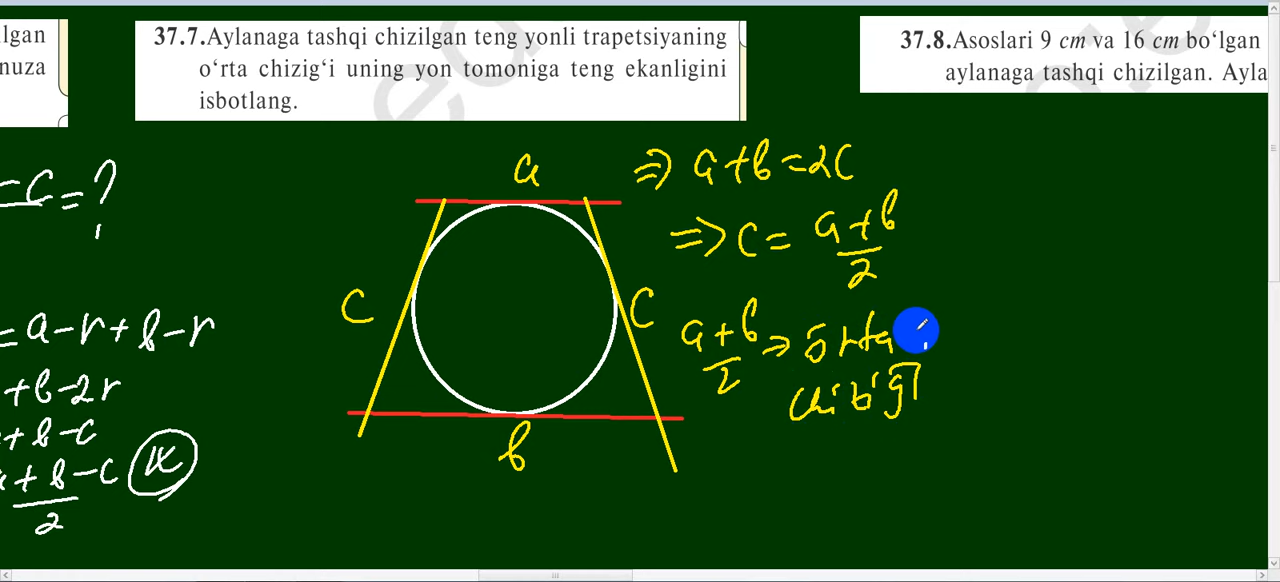 lgan
nuza
37.7.Aylanaga tashqi chizilgan teng yonli trapetsiyaning
o‘rta chizig‘i uning yon tomoniga teng ekanligini
isbotlang.
37.8.Asoslari 9 cm va 16 cm bo‘lgan
aylanaga tashqi chizilgan. Ayla
-c=?
= a-r+b-r
+b-2r
+b-c
+b-c
2
a
c
c
b
⇒ a+b=2c
⇒ c= a+b
2
a+b
2
⇒ o‘rta